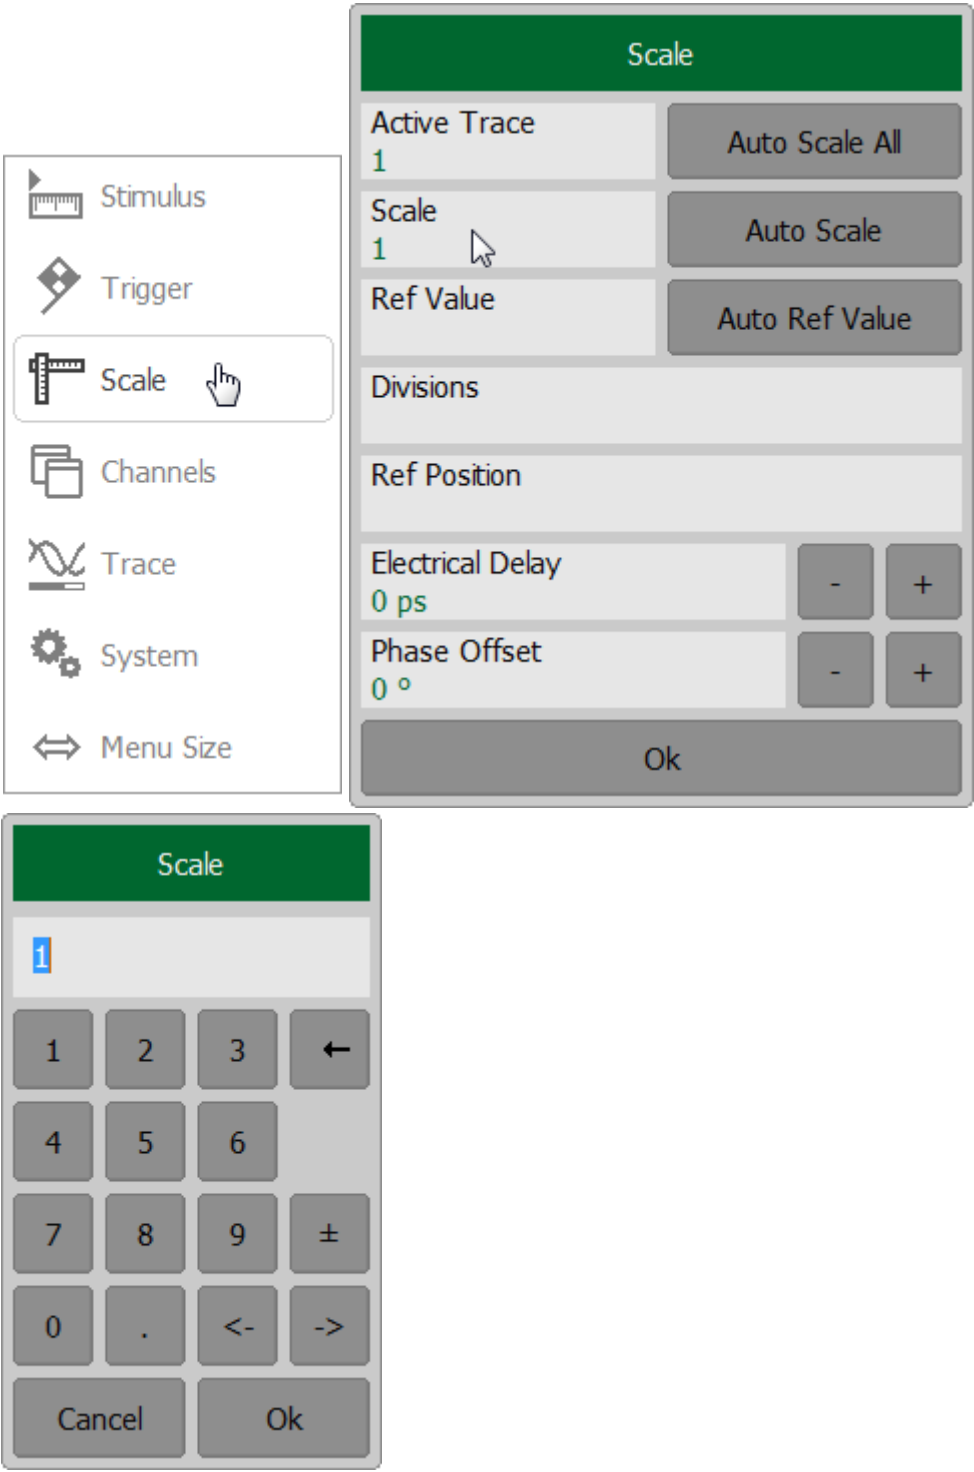 Stimulus
Trigger
Scale
Channels
Trace
System
Menu Size
Scale
Active Trace
1
Auto Scale All
Scale
1
Auto Scale
Ref Value
Auto Ref Value
Divisions
Ref Position
Electrical Delay
0 ps
- +
Phase Offset
0 º
- +
Ok
Scale
1
1 2 3 ←
4 5 6
7 8 9 ±
0 . <- ->
Cancel Ok